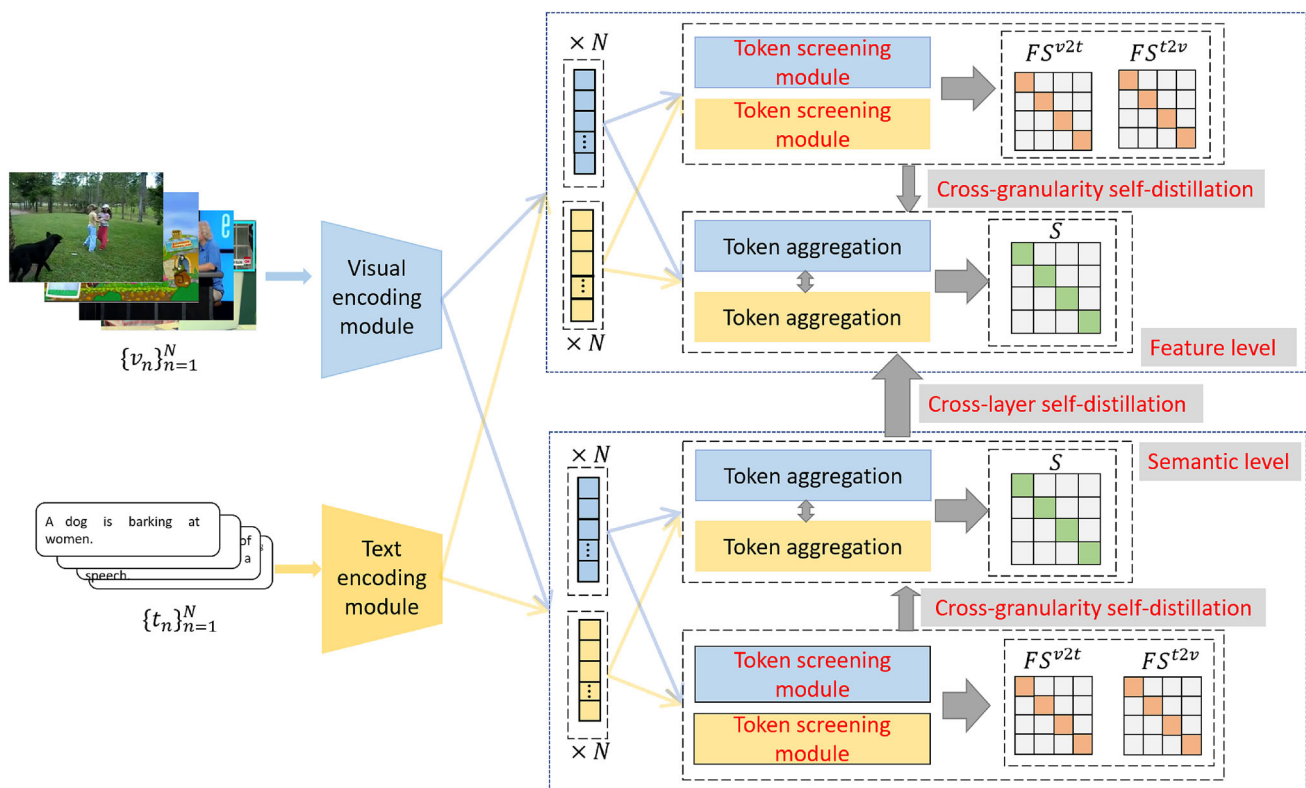 × N
Token screening
module
Token screening
module
FS^{v2t}
FS^{t2v}
Cross-granularity self-distillation
× N
Token aggregation
Token aggregation
S
Feature level
e
{v_n}_{n=1}^N
Visual
encoding
module
Cross-layer self-distillation
A dog is barking at
women.
of
a
speech.
{t_n}_{n=1}^N
Text
encoding
module
× N
Token aggregation
Token aggregation
S
Semantic level
Cross-granularity self-distillation
× N
Token screening
module
Token screening
module
FS^{v2t}
FS^{t2v}